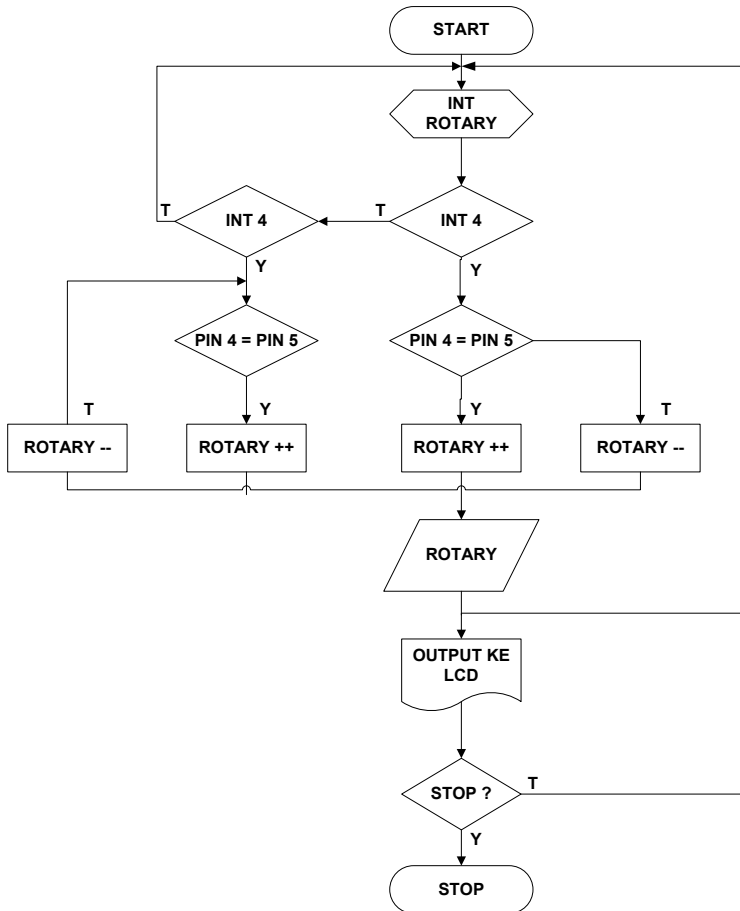 START
INT
ROTARY
T
INT 4
T
INT 4
Y
Y
PIN 4 = PIN 5
PIN 4 = PIN 5
T
Y
Y
T
ROTARY --
ROTARY ++
ROTARY ++
ROTARY --
ROTARY
OUTPUT KE
LCD
STOP ?
T
Y
STOP